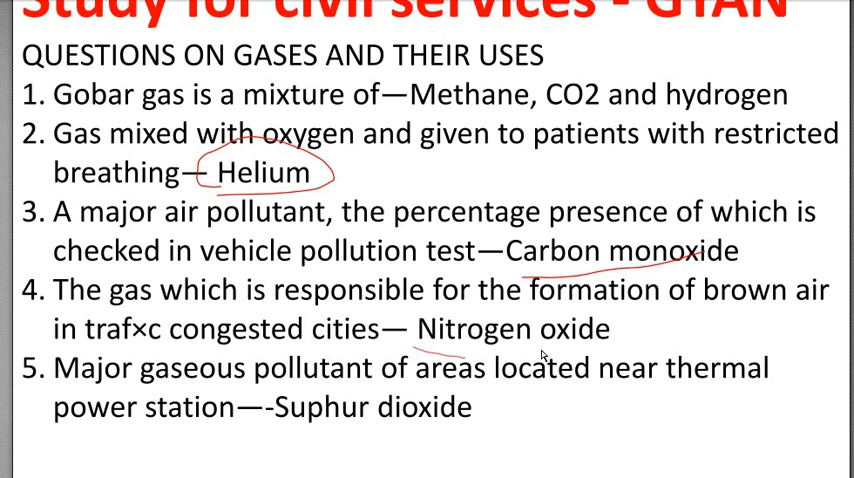 Study for civil services - GYAN
QUESTIONS ON GASES AND THEIR USES
1. Gobar gas is a mixture of—Methane, CO2 and hydrogen
2. Gas mixed with oxygen and given to patients with restricted
breathing— Helium
3. A major air pollutant, the percentage presence of which is
checked in vehicle pollution test—Carbon monoxide
4. The gas which is responsible for the formation of brown air
in traf×c congested cities— Nitrogen oxide
5. Major gaseous pollutant of areas located near thermal
power station—-Suphur dioxide